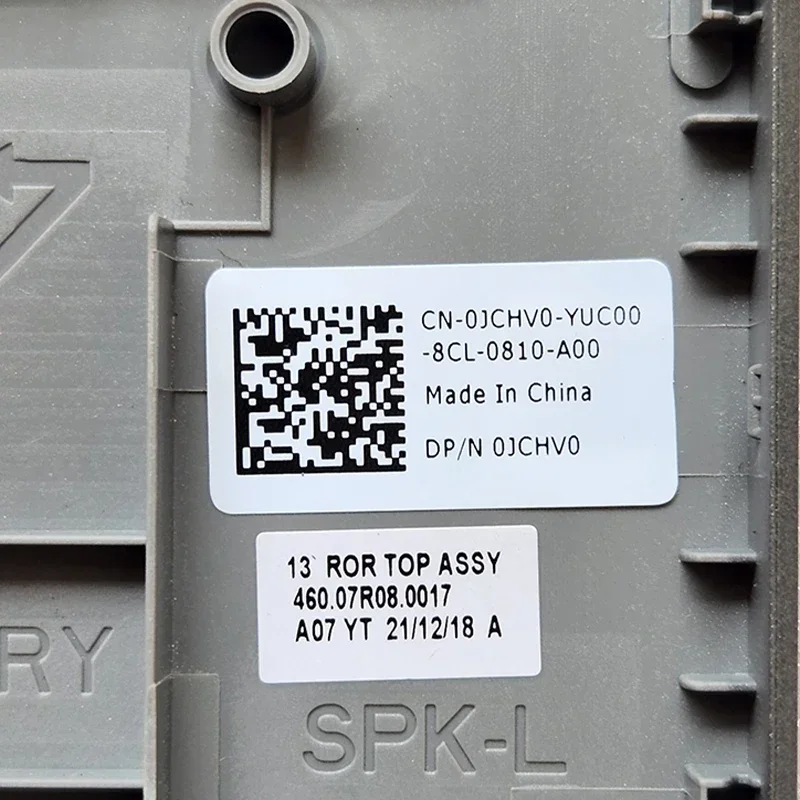 CN-0JCHV0-YUC00
-8CL-0810-A00
Made In China
DP/N 0JCHV0
13` ROR TOP ASSY
460.07R08.0017
A07 YT 21/12/18 A
RY
SPK-L